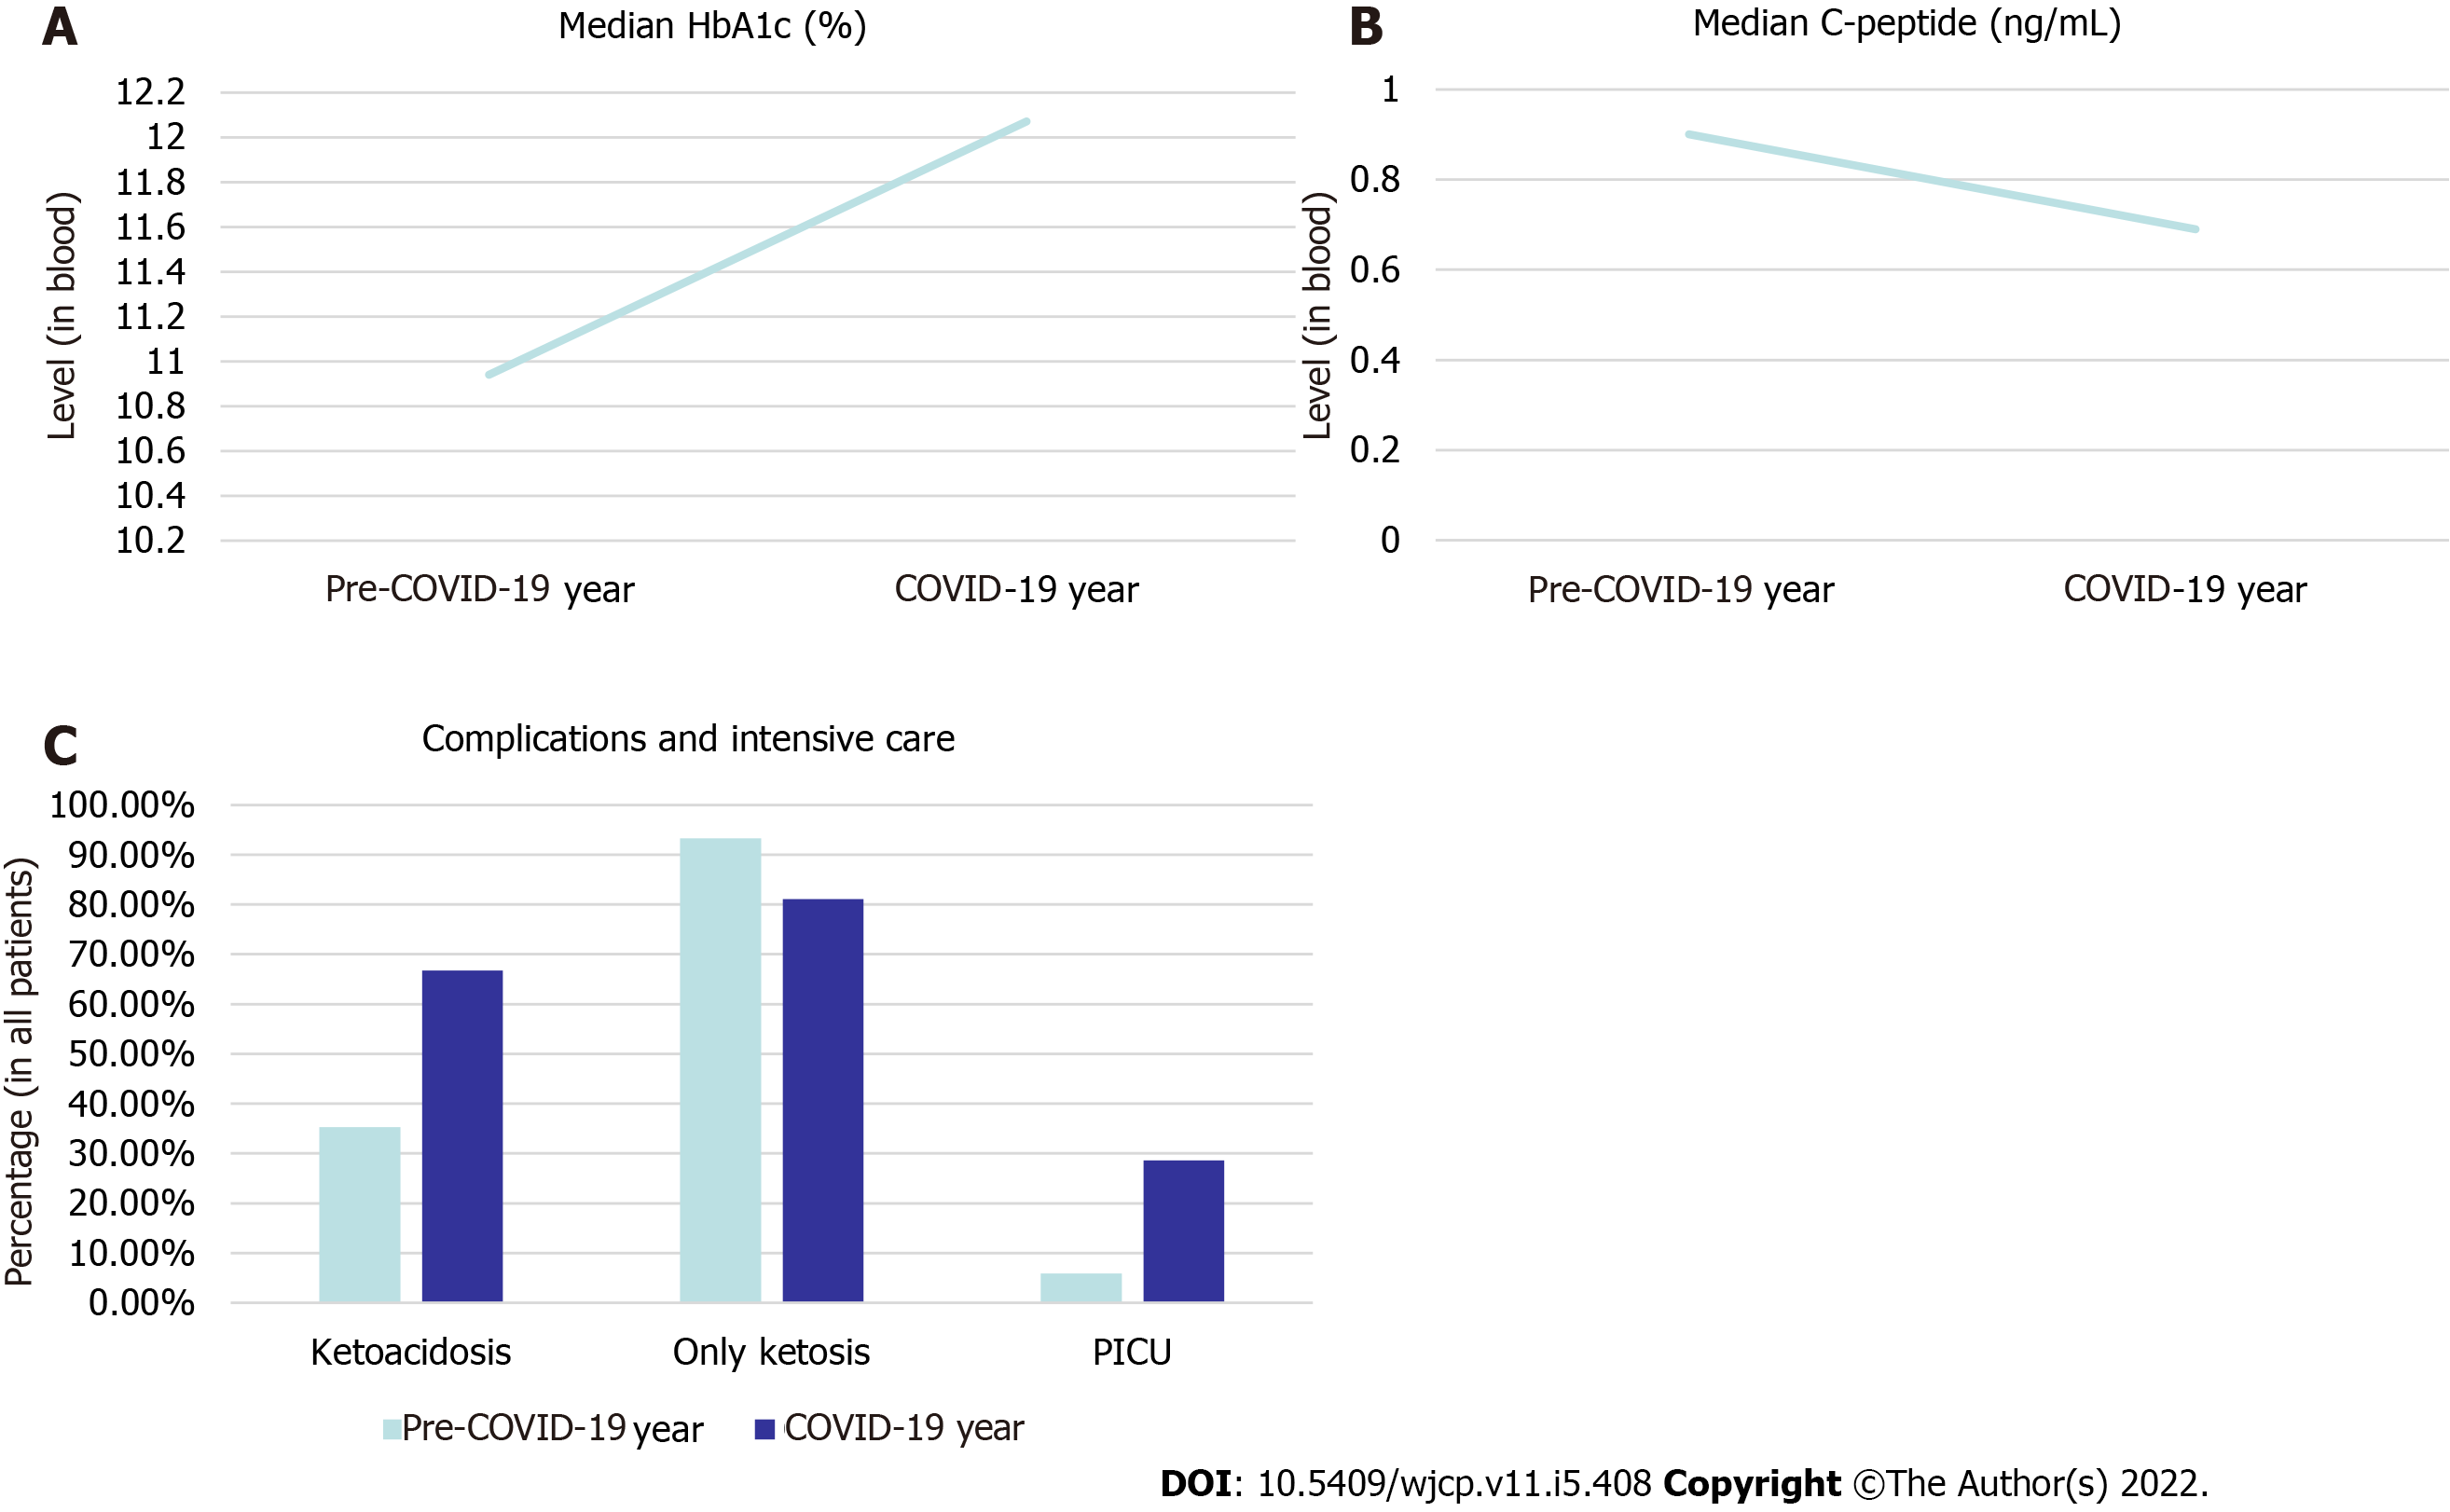 A
Median HbA1c (%)
12.2
12
11.8
11.6
11.4
11.2
11
10.8
10.6
10.4
10.2
Level (in blood)
Pre-COVID-19 year
COVID-19 year
B
Median C-peptide (ng/mL)
1
0.8
0.6
0.4
0.2
0
Level (in blood)
Pre-COVID-19 year
COVID-19 year
C
Complications and intensive care
100.00%
90.00%
80.00%
70.00%
60.00%
50.00%
40.00%
30.00%
20.00%
10.00%
0.00%
Percentage (in all patients)
Ketoacidosis
Only ketosis
PICU
Pre-COVID-19 year
COVID-19 year
DOI: 10.5409/wjcp.v11.i5.408 Copyright ©The Author(s) 2022.